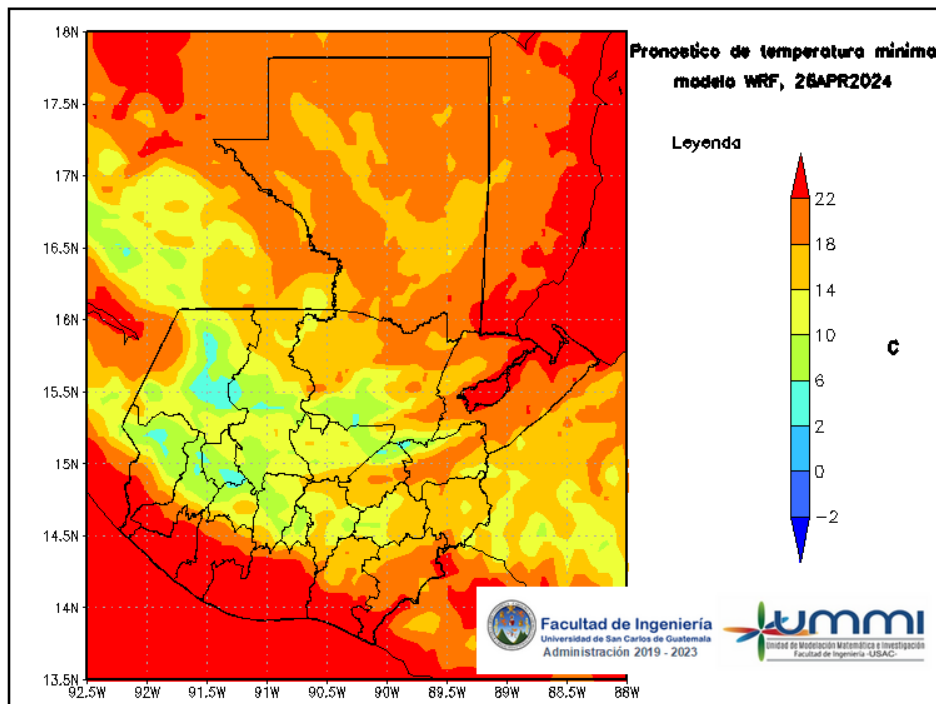 Pronostico de temperatura minima
modelo WRF, 26APR2024
Leyenda
22
18
14
10
6
2
0
−2
C
18N
17.5N
17N
16.5N
16N
15.5N
15N
14.5N
14N
13.5N
92.5W 92W 91.5W 91W 90.5W 90W 89.5W 89W 88.5W 88W
Facultad de Ingeniería
Universidad de San Carlos de Guatemala
Administración 2019 - 2023
ummi
Unidad de Modelación Matemática e Investigación
Facultad de Ingeniería -USAC-